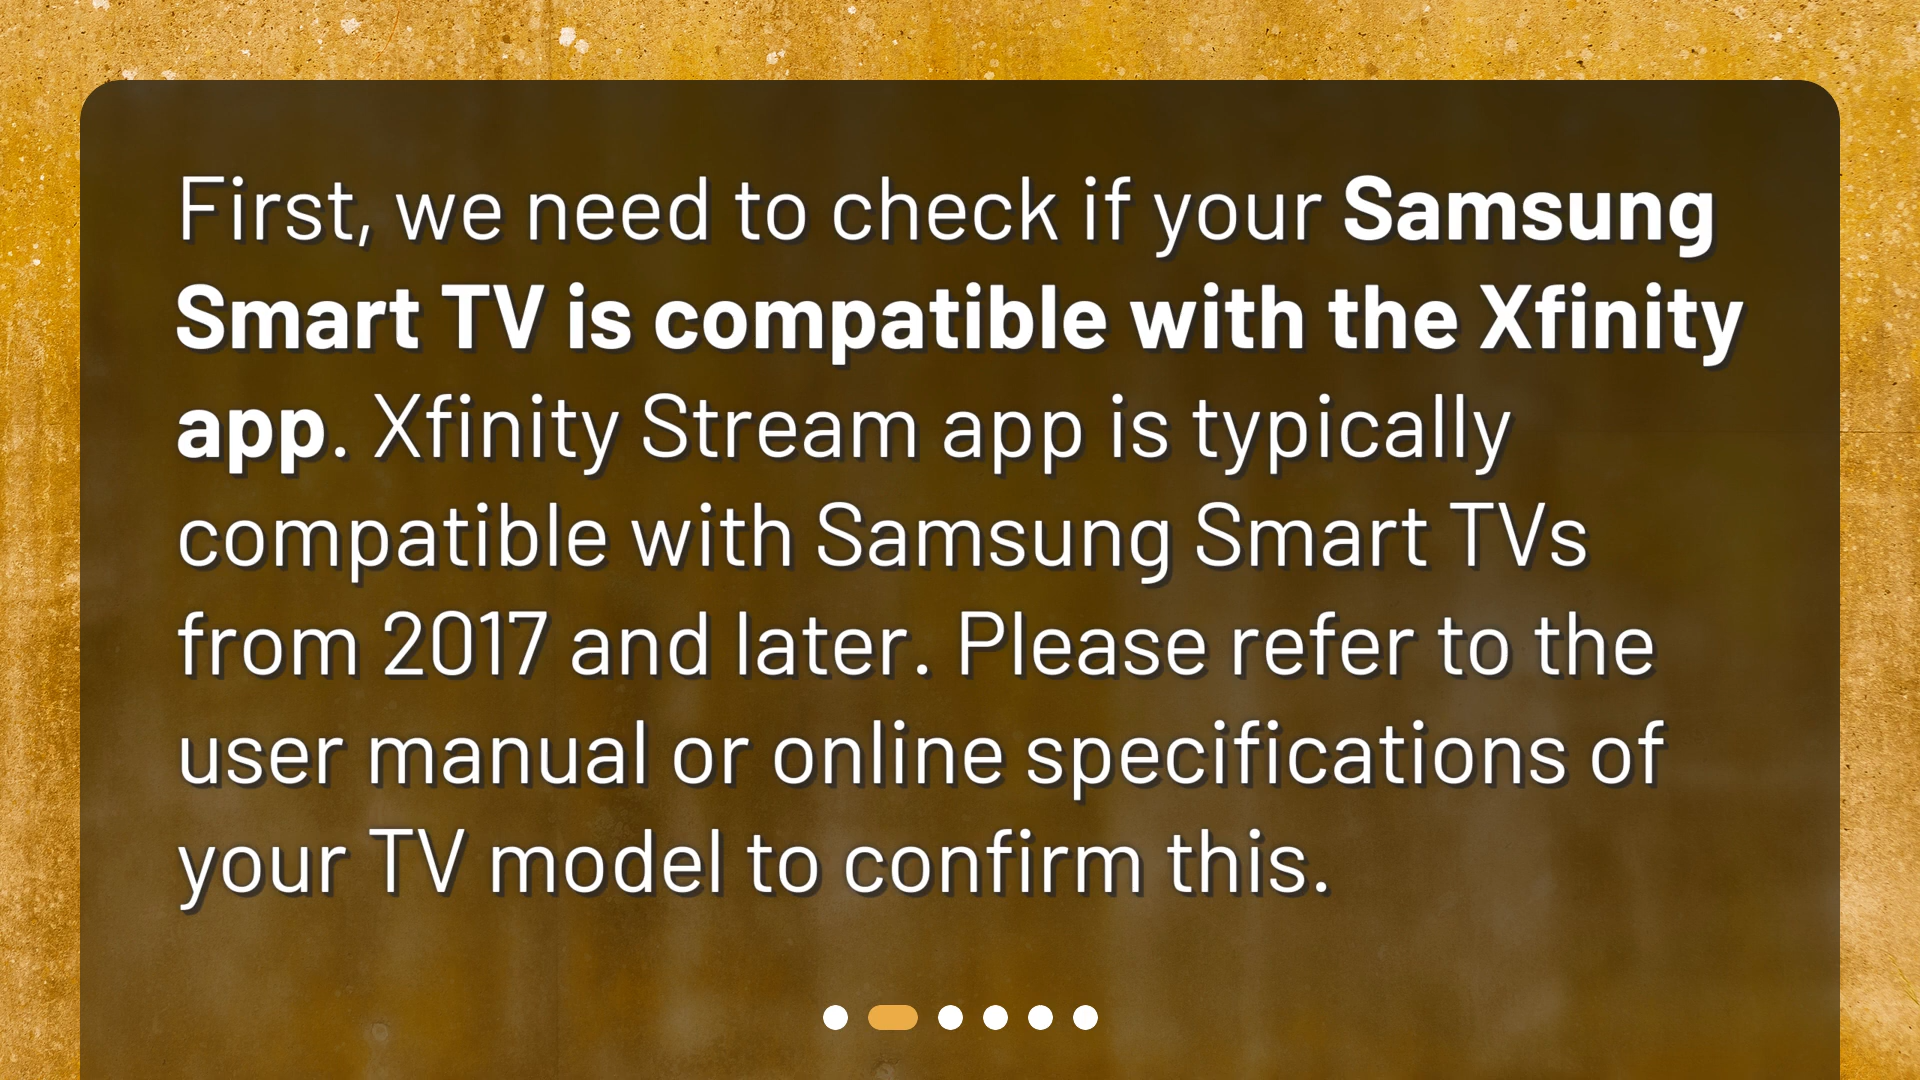 First, we need to check if your Samsung
Smart TV is compatible with the Xfinity
app. Xfinity Stream app is typically
compatible with Samsung Smart TVs
from 2017 and later. Please refer to the
user manual or online specifications of
your TV model to confirm this.